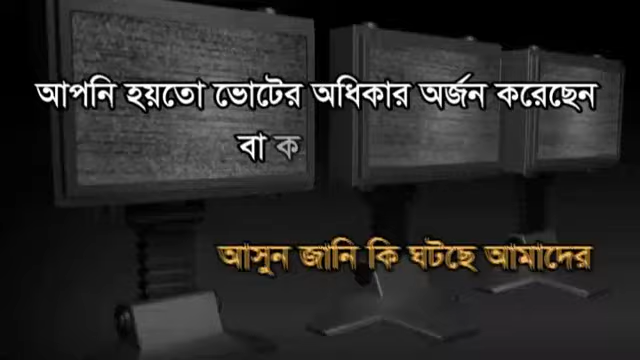 আপনি হয়তো ভোটের অধিকার অর্জন করেছেন
বা ক
আসুন জানি কি ঘটছে আমাদের